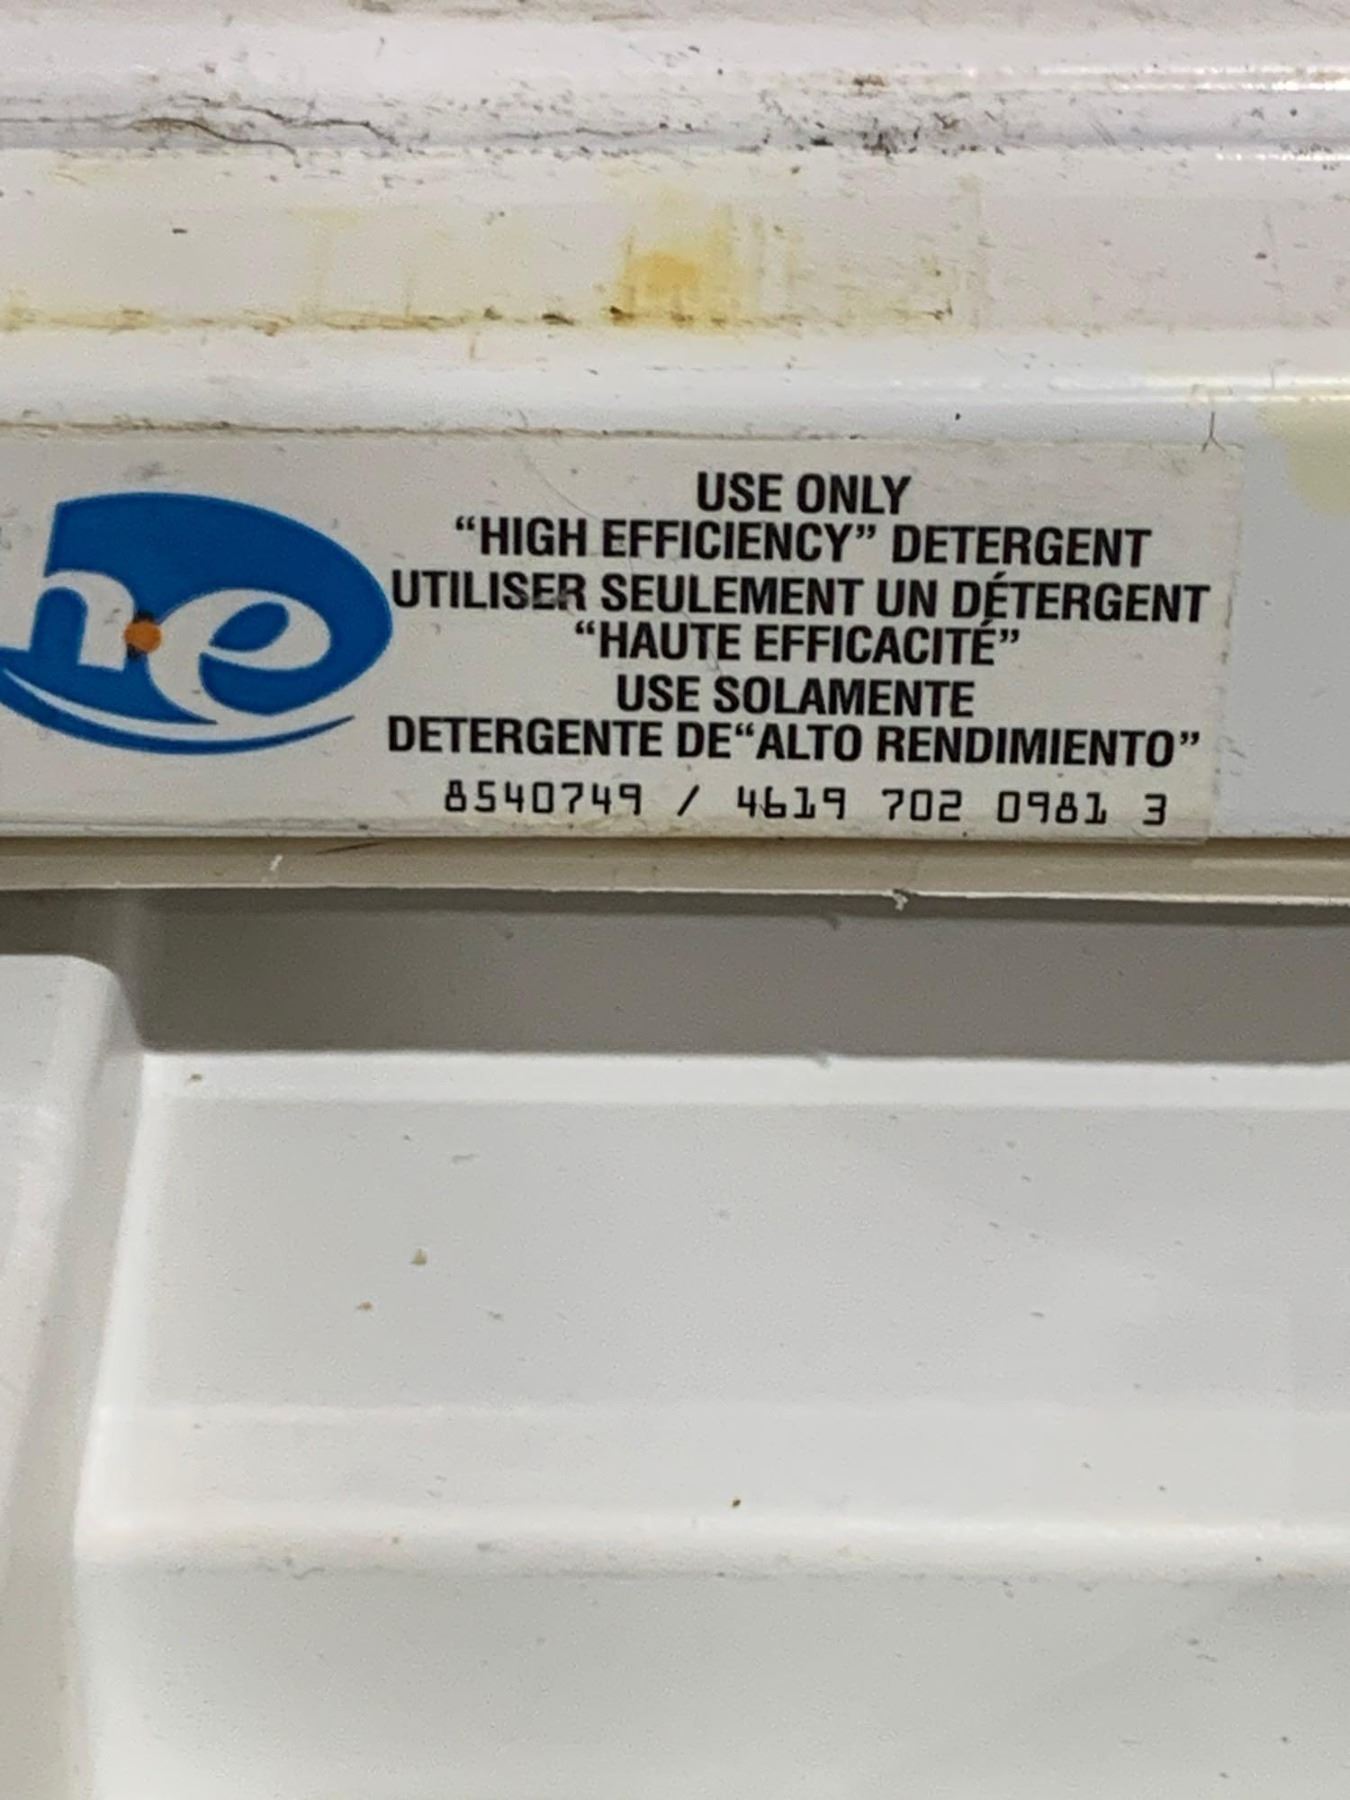 he
USE ONLY
“HIGH EFFICIENCY” DETERGENT
UTILISER SEULEMENT UN DÉTERGENT
“HAUTE EFFICACITÉ”
USE SOLAMENTE
DETERGENTE DE“ALTO RENDIMIENTO”
8540749 / 4619 702 0981 3